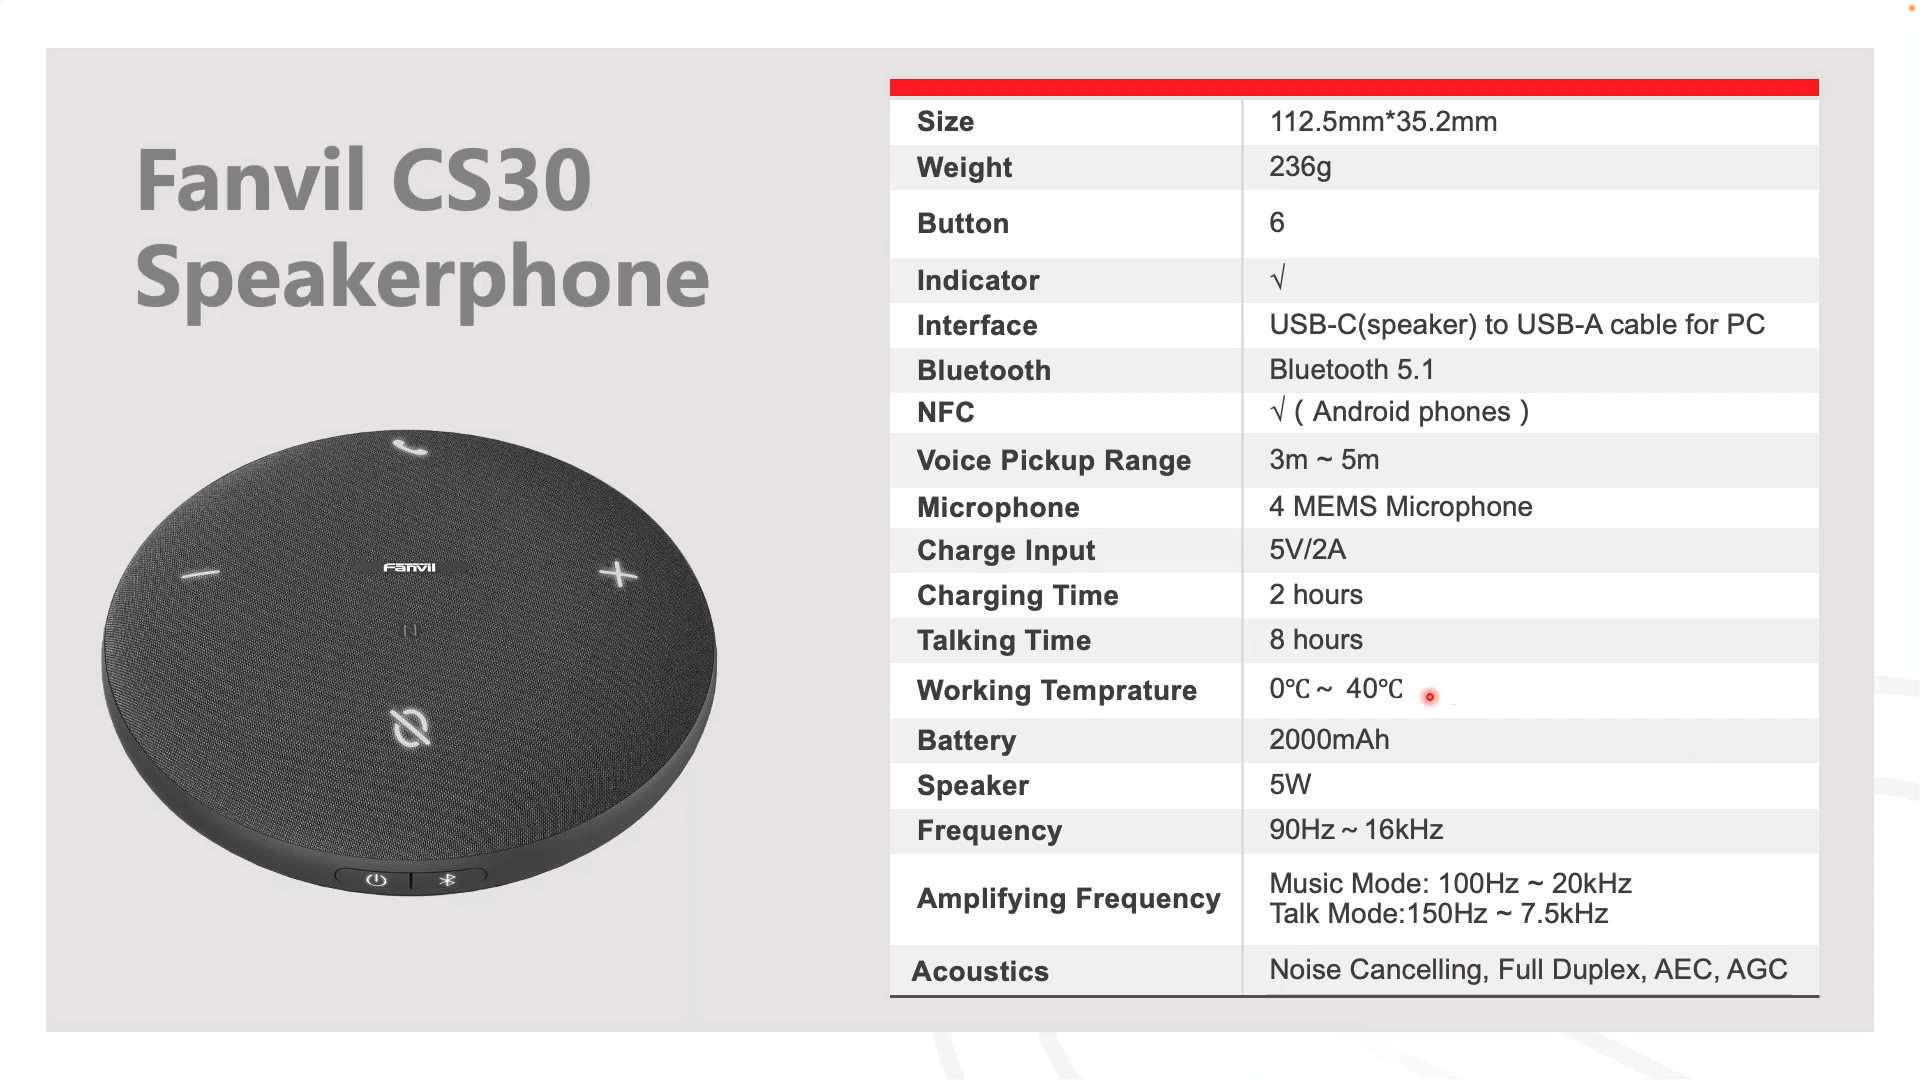 Fanvil CS30
Speakerphone
Fanvil
Size 112.5mm*35.2mm
Weight 236g
Button 6
Indicator √
Interface USB-C(speaker) to USB-A cable for PC
Bluetooth Bluetooth 5.1
NFC √ ( Android phones )
Voice Pickup Range 3m ~ 5m
Microphone 4 MEMS Microphone
Charge Input 5V/2A
Charging Time 2 hours
Talking Time 8 hours
Working Temprature 0℃ ~ 40℃
Battery 2000mAh
Speaker 5W
Frequency 90Hz ~ 16kHz
Amplifying Frequency Music Mode: 100Hz ~ 20kHz
Talk Mode:150Hz ~ 7.5kHz
Acoustics Noise Cancelling, Full Duplex, AEC, AGC